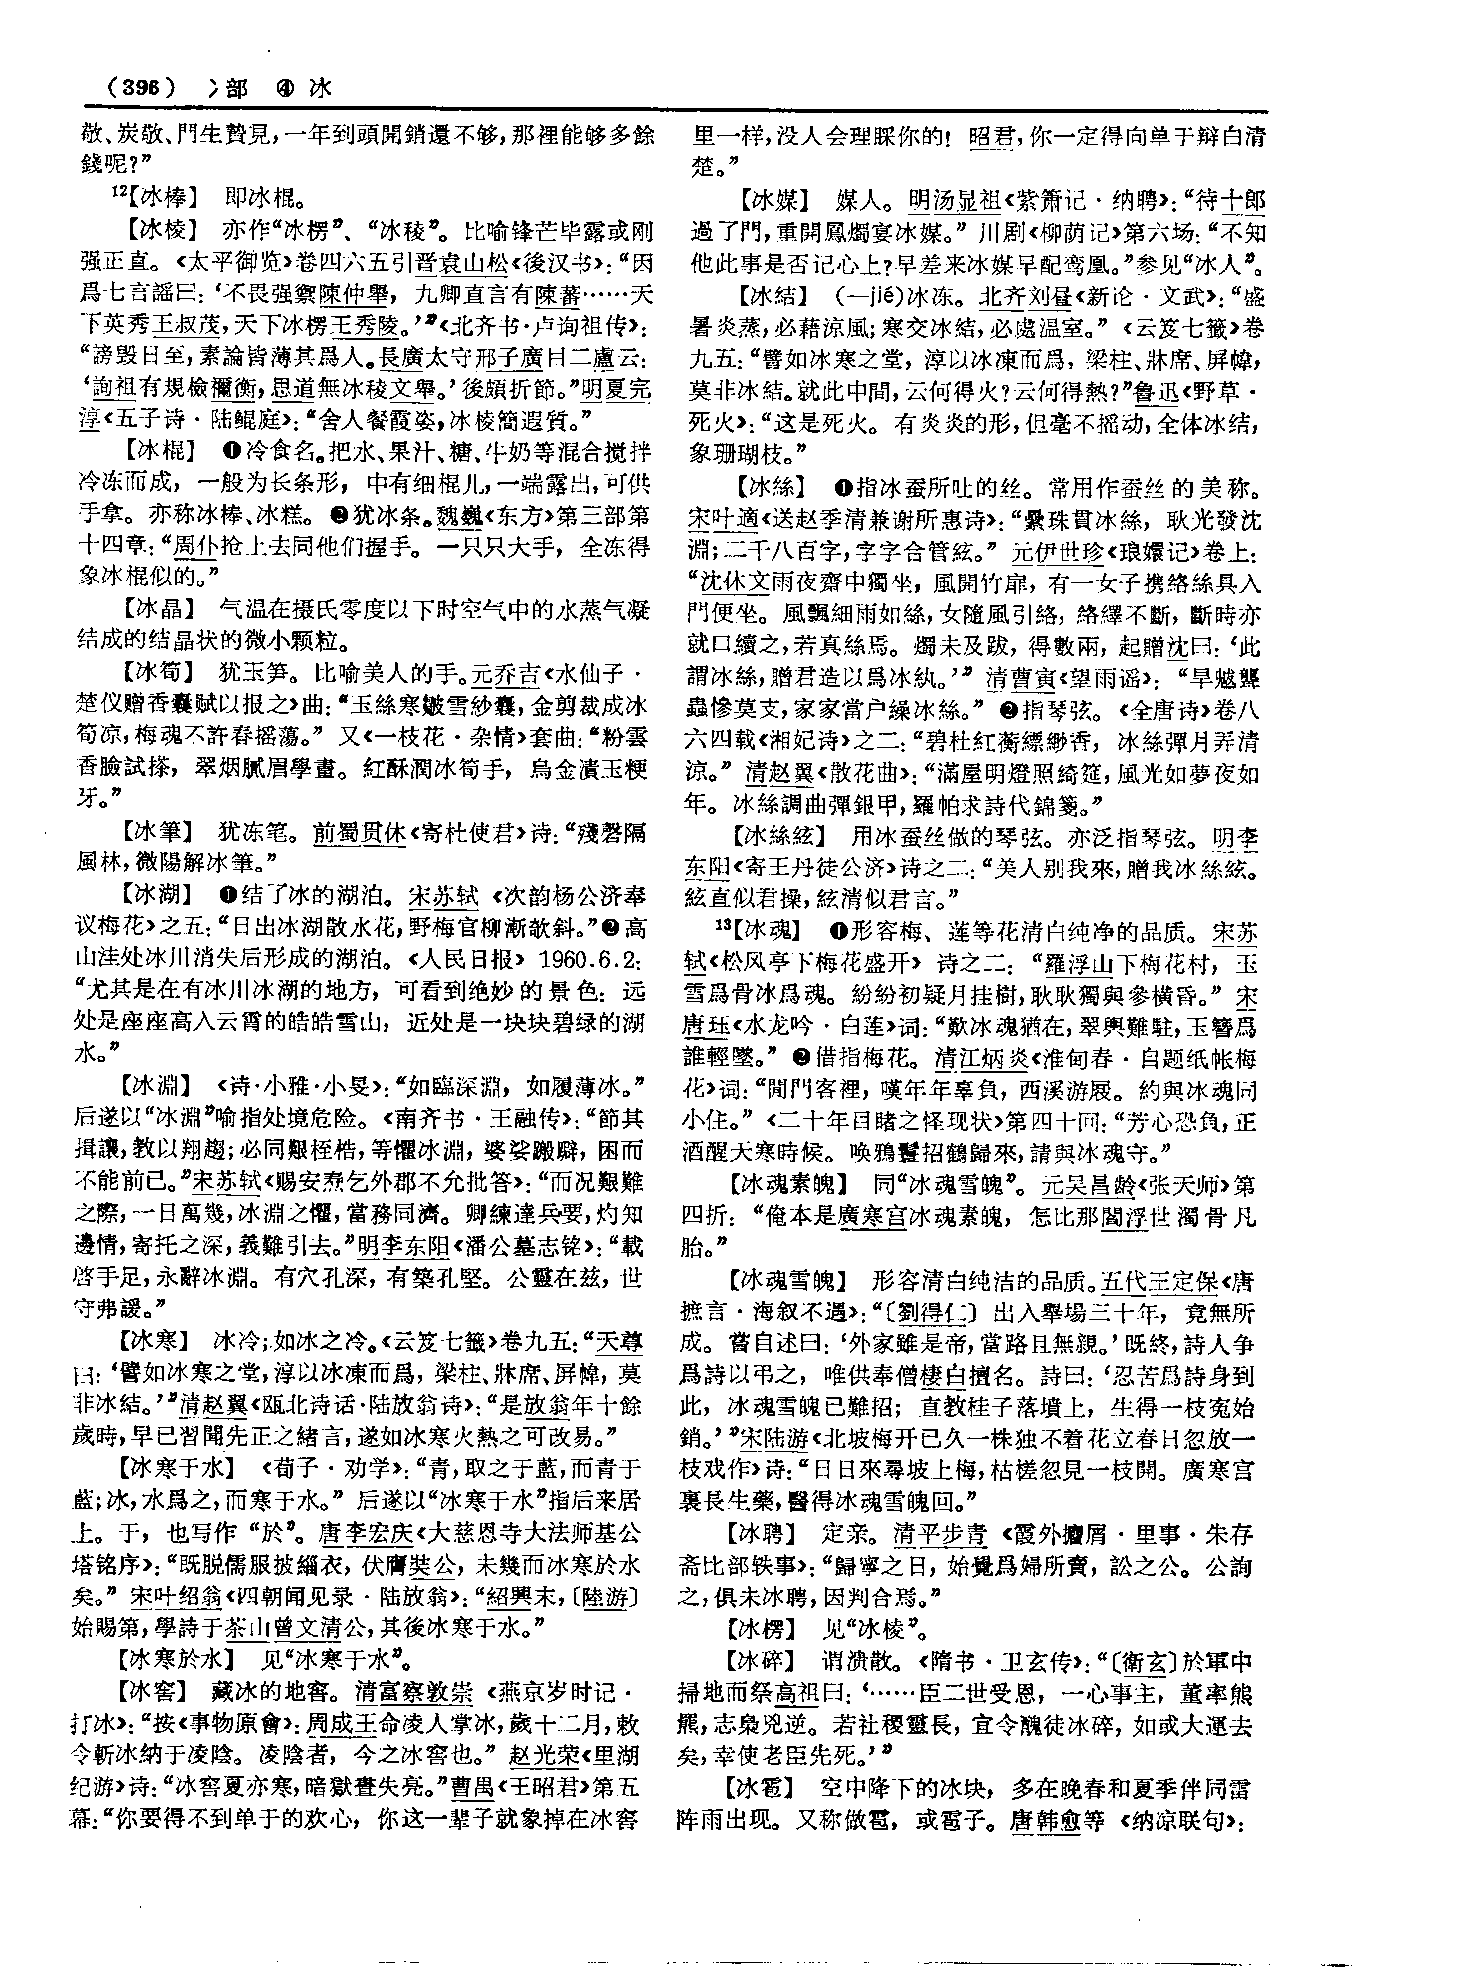 （396） 冫部 ④ 冰
敬、炭敬、門生贄見，一年到頭開銷還不够，那裡能够多餘
錢呢？”
12【冰棒】 即冰棍。
【冰棱】 亦作“冰楞”、“冰稜”。比喻锋芒毕露或刚
强正直。《太平御览》卷四六五引晋袁山松《後汉书》：“因
爲七言謡曰：‘不畏强禦陳仲舉，九卿直言有陳蕃……天
下英秀王叔茂，天下冰楞王秀陵。’”《北齐书·卢询祖传》：
“謗毁日至，素論皆薄其爲人。長廣太守邢子廣目二盧云：
‘詢祖有規檢禰衡，思道無冰稜文舉。’後頗折節。”明夏完
淳《五子诗·陆鲲庭》：“舍人餐霞姿，冰棱簡遐質。”
【冰棍】 ❶冷食名。把水、果汁、糖、牛奶等混合搅拌
冷冻而成，一般为长条形，中有细棍儿，一端露出，可供
手拿。亦称冰棒、冰糕。❷犹冰条。魏巍《东方》第三部第
十四章：“周仆抢上去同他们握手。一只只大手，全冻得
象冰棍似的。”
【冰晶】 气温在摄氏零度以下时空气中的水蒸气凝
结成的结晶状的微小颗粒。
【冰筍】 犹玉笋。比喻美人的手。元乔吉《水仙子·
楚仪赠香囊赋以报之》曲：“玉絲寒皺雪紗囊，金剪裁成冰
筍凉，梅魂不許春摇蕩。”又《一枝花·杂情》套曲：“粉雲
香臉試搽，翠烟膩眉學畫。紅酥潤冰筍手，烏金漬玉粳
牙。”
【冰筆】 犹冻笔。前蜀贯休《寄杜使君》诗：“殘磬隔
風林，微陽解冰筆。”
【冰湖】 ❶结了冰的湖泊。宋苏轼《次韵杨公济奉
议梅花》之五：“日出冰湖散水花，野梅官柳漸欹斜。”❷高
山洼处冰川消失后形成的湖泊。《人民日报》1960.6.2：
“尤其是在有冰川冰湖的地方，可看到绝妙的景色：远
处是座座高入云霄的皓皓雪山，近处是一块块碧绿的湖
水。”
【冰淵】 《诗·小雅·小旻》：“如臨深淵，如履薄冰。”
后遂以“冰淵”喻指处境危险。《南齐书·王融传》：“節其
揖讓，教以翔趨；必同艱桎梏，等懼冰淵，婆娑蹴躃，困而
不能前已。”宋苏轼《赐安焘乞外郡不允批答》：“而况艱難
之際，一日萬幾，冰淵之懼，當務同濟。卿練達兵要，灼知
邊情，寄托之深，義難引去。”明李东阳《潘公墓志铭》：“載
啓手足，永辭冰淵。有穴孔深，有築孔堅。公靈在兹，世
守弗諼。”
【冰寒】 冰冷；如冰之冷。《云笈七籤》卷九五：“天尊
曰：‘譬如冰寒之堂，淳以冰凍而爲，梁柱、牀席、屏幃，莫
非冰結。’”清赵翼《瓯北诗话·陆放翁诗》：“是放翁年十餘
歲時，早已習聞先正之緒言，遂如冰寒火熱之可改易。”
【冰寒于水】 《荀子·劝学》：“青，取之于藍，而青于
藍；冰，水爲之，而寒于水。”后遂以“冰寒于水”指后来居
上。于，也写作“於”。唐李宏庆《大慈恩寺大法师基公
塔铭序》：“既脱儒服披緇衣，伏膺奘公，未幾而冰寒於水
矣。”宋叶绍翁《四朝闻见录·陆放翁》：“紹興末，〔陸游〕
始賜第，學詩于茶山曾文清公，其後冰寒于水。”
【冰寒於水】 见“冰寒于水”。
【冰窖】 藏冰的地窖。清富察敦崇《燕京岁时记·
打冰》：“按《事物原會》：周成王命凌人掌冰，歲十二月，敕
令斬冰納于凌陰。凌陰者，今之冰窖也。”赵光荣《里湖
纪游》诗：“冰窖夏亦寒，暗獄晝失亮。”曹禺《王昭君》第五
幕：“你要得不到单于的欢心，你这一辈子就象掉在冰窖
里一样，没人会理睬你的！昭君，你一定得向单于辩白清
楚。”
【冰媒】 媒人。明汤显祖《紫箫记·纳聘》：“待十郎
過了門，重開鳳燭宴冰媒。”川剧《柳荫记》第六场：“不知
他此事是否记心上？早差来冰媒早配鸾凰。”参见“冰人”。
【冰結】 （—jié）冰冻。北齐刘昼《新论·文武》：“盛
暑炎蒸，必藉涼風；寒交冰結，必處温室。”《云笈七籤》卷
九五：“譬如冰寒之堂，淳以冰凍而爲，梁柱、牀席、屏幃，
莫非冰結。就此中間，云何得火？云何得熱？”鲁迅《野草·
死火》：“这是死火。有炎炎的形，但毫不摇动，全体冰结，
象珊瑚枝。”
【冰絲】 ❶指冰蚕所吐的丝。常用作蚕丝的美称。
宋叶適《送赵季清兼谢所惠诗》：“纍珠貫冰絲，耿光發沈
淵；二千八百字，字字合管絃。”元伊世珍《琅嬛记》卷上：
“沈休文雨夜齋中獨坐，風開竹扉，有一女子携絡絲具入
門便坐。風飄細雨如絲，女隨風引絡，絡繹不斷，斷時亦
就口續之，若真絲焉。燭未及跋，得數兩，起贈沈曰：‘此
謂冰絲，贈君造以爲冰紈。’”清曹寅《望雨谣》：“旱魃蠥
蟲慘莫支，家家當户繰冰絲。”❷指琴弦。《全唐诗》卷八
六四载《湘妃诗》之二：“碧杜紅蘅縹緲香，冰絲彈月弄清
涼。”清赵翼《散花曲》：“滿屋明燈照綺筵，風光如夢夜如
年。冰絲調曲彈銀甲，羅帕求詩代錦箋。”
【冰絲絃】 用冰蚕丝做的琴弦。亦泛指琴弦。明李
东阳《寄王丹徒公济》诗之二：“美人别我來，贈我冰絲絃。
絃直似君操，絃清似君言。”
13【冰魂】 ❶形容梅、莲等花清白纯净的品质。宋苏
轼《松风亭下梅花盛开》诗之二：“羅浮山下梅花村，玉
雪爲骨冰爲魂。紛紛初疑月挂樹，耿耿獨與參横昏。”宋
唐珏《水龙吟·白莲》词：“歎冰魂猶在，翠輿難駐，玉簪爲
誰輕墜。”❷借指梅花。清江炳炎《淮甸春·自题纸帐梅
花》词：“閒門客裡，嘆年年辜負，西溪游屐。約與冰魂同
小住。”《二十年目睹之怪现状》第四十回：“芳心恐負，正
酒醒天寒時候。唤鴉鬟招鶴歸來，請與冰魂守。”
【冰魂素魄】 同“冰魂雪魄”。元吴昌龄《张天师》第
四折：“俺本是廣寒宫冰魂素魄，怎比那閻浮世濁骨凡
胎。”
【冰魂雪魄】 形容清白纯洁的品质。五代王定保《唐
摭言·海叙不遇》：“〔劉得仁〕出入舉場三十年，竟無所
成。嘗自述曰：‘外家雖是帝，當路且無親。’既終，詩人争
爲詩以弔之，唯供奉僧棲白擅名。詩曰：‘忍苦爲詩身到
此，冰魂雪魄已難招；直教桂子落墳上，生得一枝寃始
銷。’”宋陆游《北坡梅开已久一株独不着花立春日忽放一
枝戏作》诗：“日日來尋坡上梅，枯槎忽見一枝開。廣寒宫
裏長生藥，醫得冰魂雪魄回。”
【冰聘】 定亲。清平步青《霞外攟屑·里事·朱存
斋比部轶事》：“歸寧之日，始覺爲婦所賣，訟之公。公詢
之，俱未冰聘，因判合焉。”
【冰楞】 见“冰棱”。
【冰碎】 谓溃散。《隋书·卫玄传》：“〔衛玄〕於軍中
掃地而祭高祖曰：‘……臣二世受恩，一心事主，董率熊
羆，志梟兇逆。若社稷靈長，宜令醜徒冰碎，如或大運去
矣，幸使老臣先死。’”
【冰雹】 空中降下的冰块，多在晚春和夏季伴同雷
阵雨出现。又称做雹，或雹子。唐韩愈等《纳凉联句》：